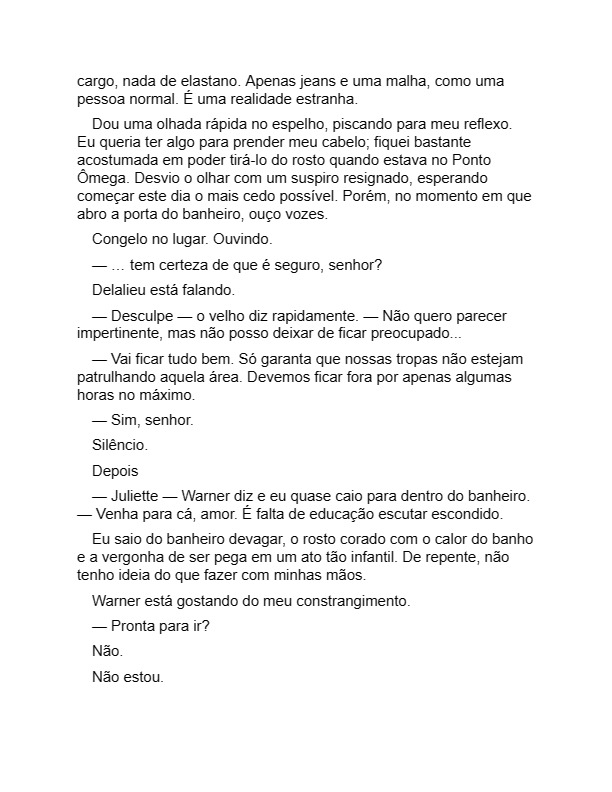 cargo, nada de elastano. Apenas jeans e uma malha, como uma
pessoa normal. É uma realidade estranha.
Dou uma olhada rápida no espelho, piscando para meu reflexo.
Eu queria ter algo para prender meu cabelo; fiquei bastante
acostumada em poder tirá-lo do rosto quando estava no Ponto
Ômega. Desvio o olhar com um suspiro resignado, esperando
começar este dia o mais cedo possível. Porém, no momento em que
abro a porta do banheiro, ouço vozes.
Congelo no lugar. Ouvindo.
— … tem certeza de que é seguro, senhor?
Delalieu está falando.
— Desculpe — o velho diz rapidamente. — Não quero parecer
impertinente, mas não posso deixar de ficar preocupado...
— Vai ficar tudo bem. Só garanta que nossas tropas não estejam
patrulhando aquela área. Devemos ficar fora por apenas algumas
horas no máximo.
— Sim, senhor.
Silêncio.
Depois
— Juliette — Warner diz e eu quase caio para dentro do banheiro.
— Venha para cá, amor. É falta de educação escutar escondido.
Eu saio do banheiro devagar, o rosto corado com o calor do banho
e a vergonha de ser pega em um ato tão infantil. De repente, não
tenho ideia do que fazer com minhas mãos.
Warner está gostando do meu constrangimento.
— Pronta para ir?
Não.
Não estou.